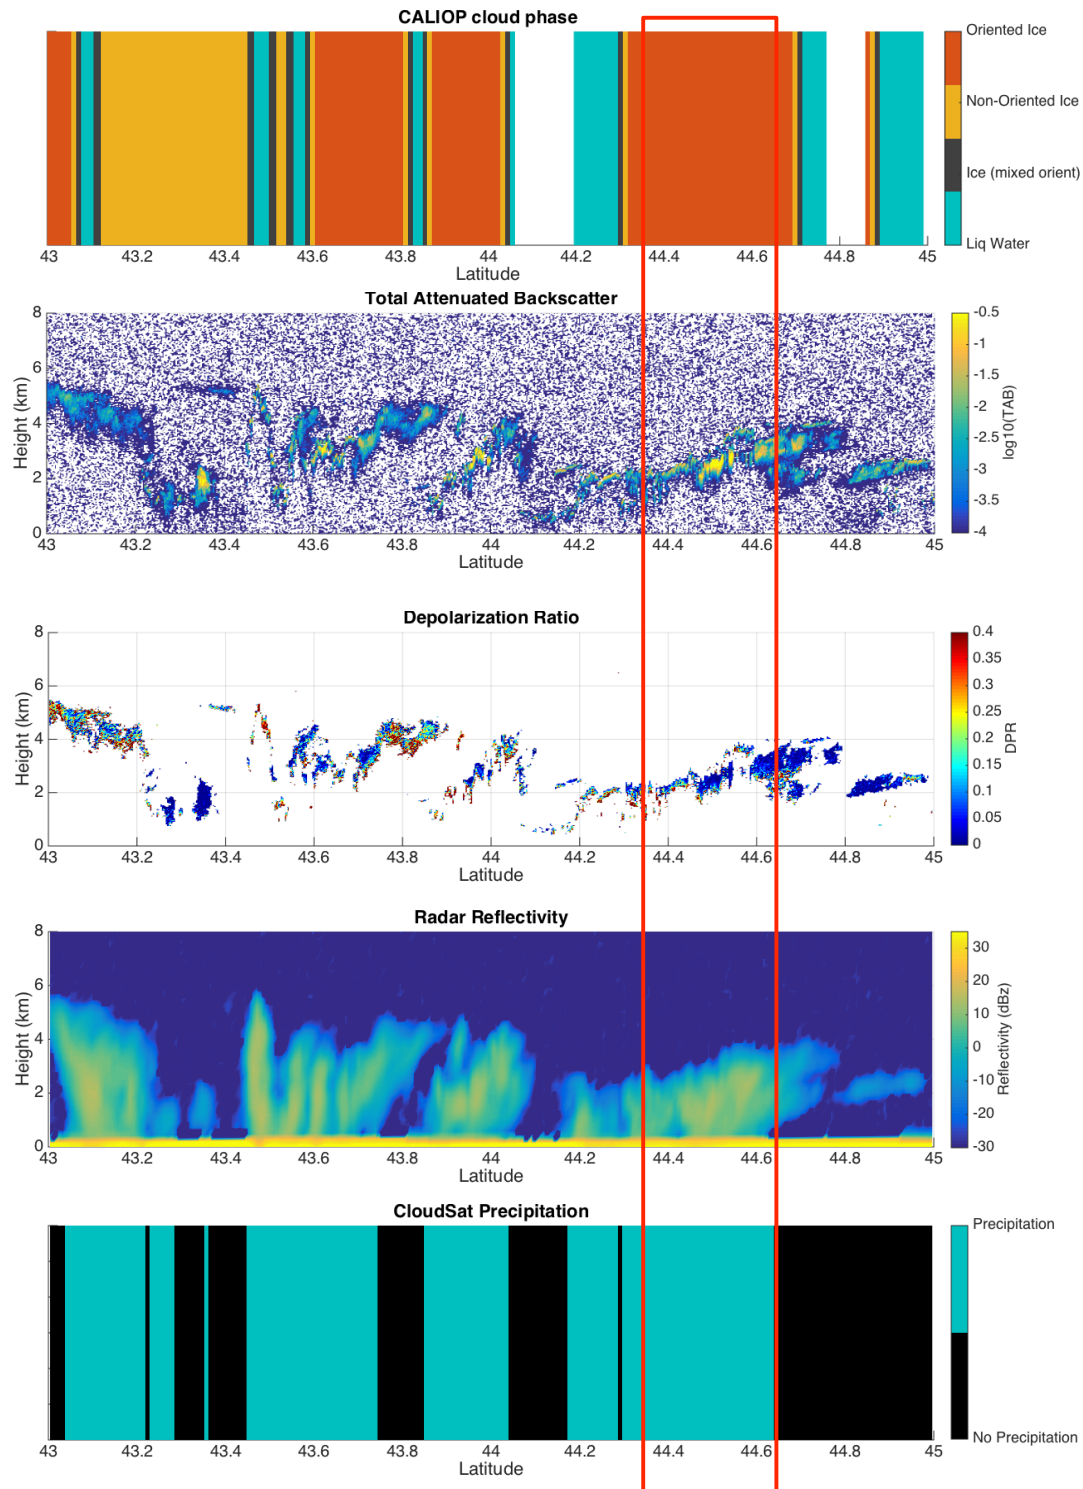 CALIOP cloud phase
Oriented Ice
Non-Oriented Ice
Ice (mixed orient)
Liq Water
43 43.2 43.4 43.6 43.8 44 44.2 44.4 44.6 44.8 45
Latitude
Total Attenuated Backscatter
8
6
4
2
0
Height (km)
43 43.2 43.4 43.6 43.8 44 44.2 44.4 44.6 44.8 45
Latitude
-0.5
-1
-1.5
-2
-2.5
-3
-3.5
-4
log10(TAB)
Depolarization Ratio
8
6
4
2
0
Height (km)
43 43.2 43.4 43.6 43.8 44 44.2 44.4 44.6 44.8 45
Latitude
0.4
0.35
0.3
0.25
0.2
0.15
0.1
0.05
0
DPR
Radar Reflectivity
8
6
4
2
0
Height (km)
43 43.2 43.4 43.6 43.8 44 44.2 44.4 44.6 44.8 45
Latitude
30
20
10
0
-10
-20
-30
Reflectivity (dBz)
CloudSat Precipitation
Precipitation
No Precipitation
43 43.2 43.4 43.6 43.8 44 44.2 44.4 44.6 44.8 45
Latitude